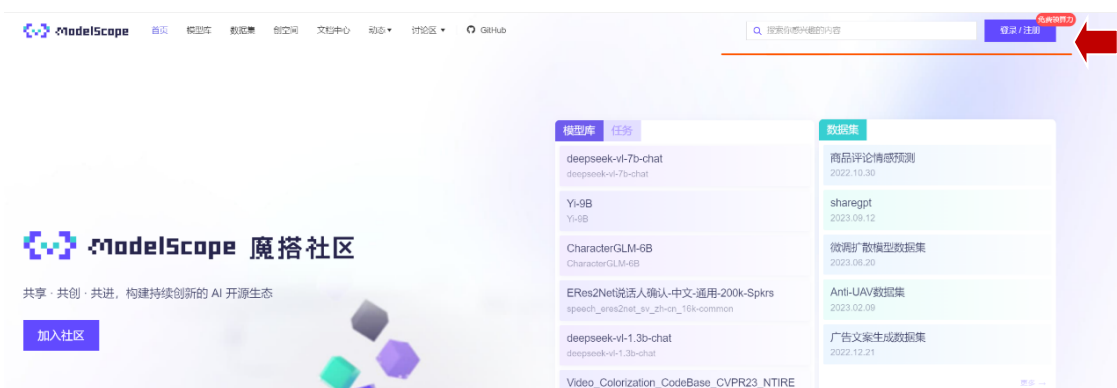 ModelScope 首页 模型库 数据集 创空间 文档中心 动态 讨论区 GitHub
搜索你感兴趣的内容
免费领算力
登录 / 注册
模型库 任务
deepseek-vl-7b-chat
deepseek-vl-7b-chat
Yi-9B
Yi-9B
CharacterGLM-6B
CharacterGLM-6B
ERes2Net说话人确认-中文-通用-200k-Spkrs
speech_eres2net_sv_zh-cn_16k-common
deepseek-vl-1.3b-chat
deepseek-vl-1.3b-chat
Video_Colorization_CodeBase_CVPR23_NTIRE
数据集
商品评论情感预测
2022.10.30
sharegpt
2023.09.12
微调扩散模型数据集
2023.06.20
Anti-UAV数据集
2023.02.09
广告文案生成数据集
2022.12.21
更多
ModelScope 魔搭社区
共享 · 共创 · 共进，构建持续创新的 AI 开源生态
加入社区